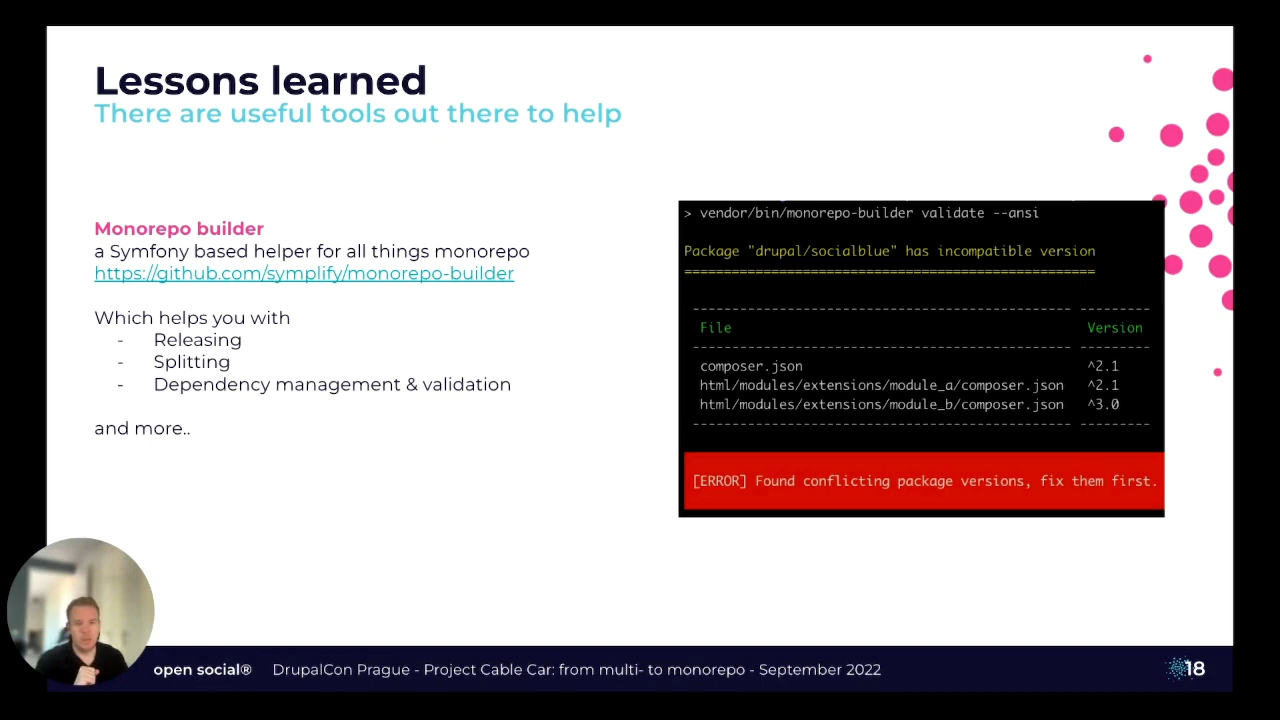 Lessons learned
There are useful tools out there to help
Monorepo builder
a Symfony based helper for all things monorepo
https://github.com/symplify/monorepo-builder
Which helps you with
- Releasing
- Splitting
- Dependency management & validation
and more..
> vendor/bin/monorepo-builder validate --ansi
Package "drupal/socialblue" has incompatible version
====================================================
File Version
composer.json ^2.1
html/modules/extensions/module_a/composer.json ^2.1
html/modules/extensions/module_b/composer.json ^3.0
[ERROR] Found conflicting package versions, fix them first.
open social® DrupalCon Prague - Project Cable Car: from multi- to monorepo - September 2022 18